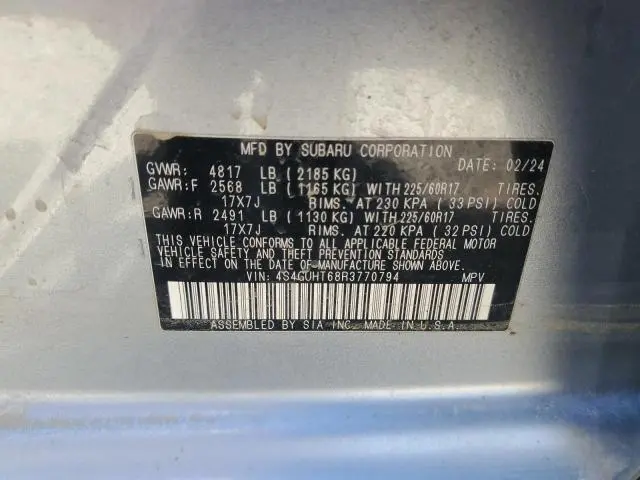 MFD BY SUBARU CORPORATION
GVWR: 4817 LB (2185 KG) DATE: 02/24
GAWR:F 2568 LB (1165 KG) WITH 225/60R17 TIRES.
17X7J RIMS. AT 230 KPA (33 PSI) COLD
GAWR:R 2491 LB (1130 KG) WITH 225/60R17 TIRES.
17X7J RIMS. AT 220 KPA (32 PSI) COLD
THIS VEHICLE CONFORMS TO ALL APPLICABLE FEDERAL MOTOR
VEHICLE SAFETY AND THEFT PREVENTION STANDARDS
IN EFFECT ON THE DATE OF MANUFACTURE SHOWN ABOVE.
VIN: 4S4GUHT68R3770794 MPV
ASSEMBLED BY SIA INC. MADE IN U.S.A.